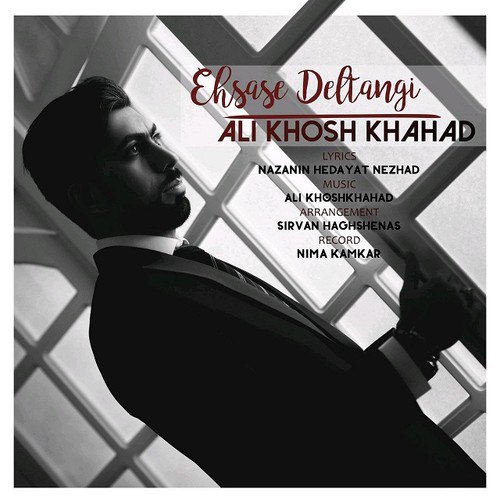 Ehsase Deltangi
ALI KHOSH KHAHAD
LYRICS
NAZANIN HEDAYAT NEZHAD
MUSIC
ALI KHOSHKHAHAD
ARRANGEMENT
SIRVAN HAGHSHENAS
RECORD
NIMA KAMKAR